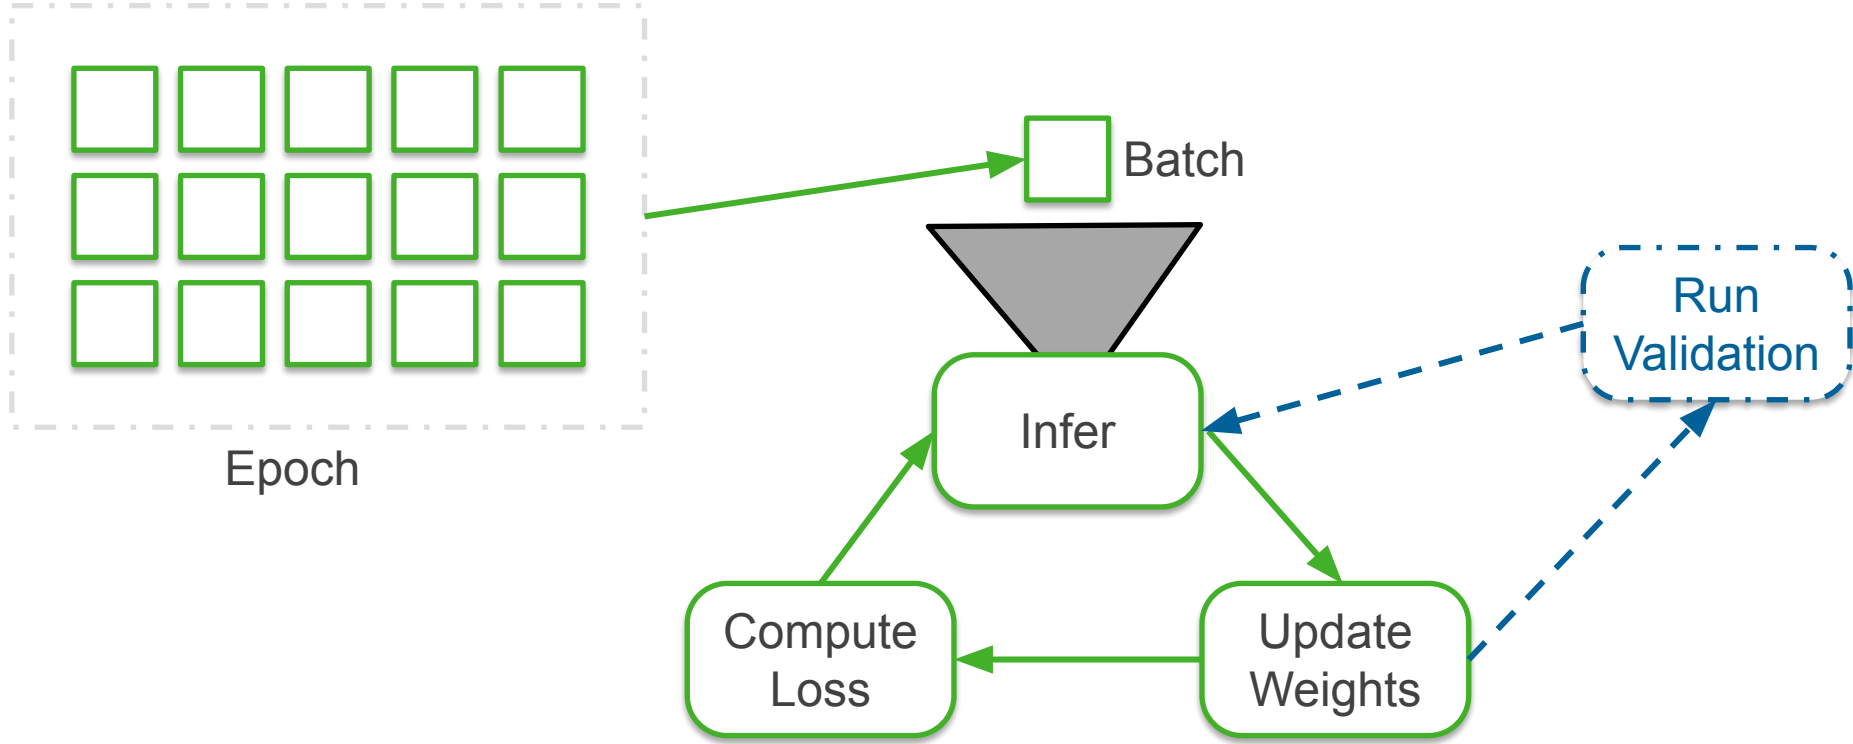 Batch
Epoch
Run
Validation
Infer
Compute
Loss
Update
Weights